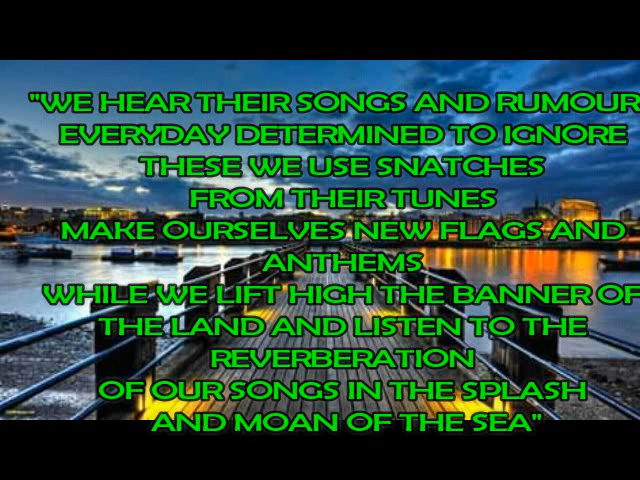 "WE HEAR THEIR SONGS AND RUMOUR
EVERYDAY DETERMINED TO IGNORE
THESE WE USE SNATCHES
FROM THEIR TUNES
MAKE OURSELVES NEW FLAGS AND
ANTHEMS
WHILE WE LIFT HIGH THE BANNER OF
THE LAND AND LISTEN TO THE
REVERBERATION
OF OUR SONGS IN THE SPLASH
AND MOAN OF THE SEA"